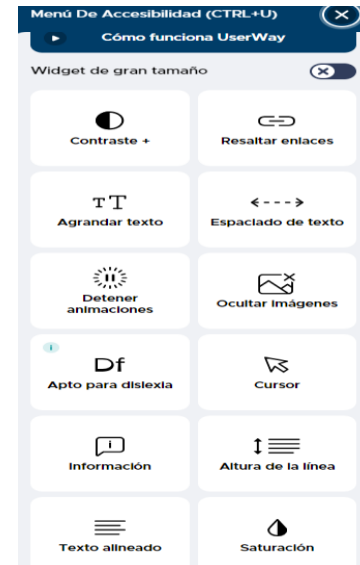 Menú De Accesibilidad (CTRL+U)
Cómo funciona UserWay
Widget de gran tamaño
Contraste +
Resaltar enlaces
Agrandar texto
Espaciado de texto
Detener
animaciones
Ocultar imágenes
Df
Apto para dislexia
Cursor
Información
Altura de la línea
Texto alineado
Saturación